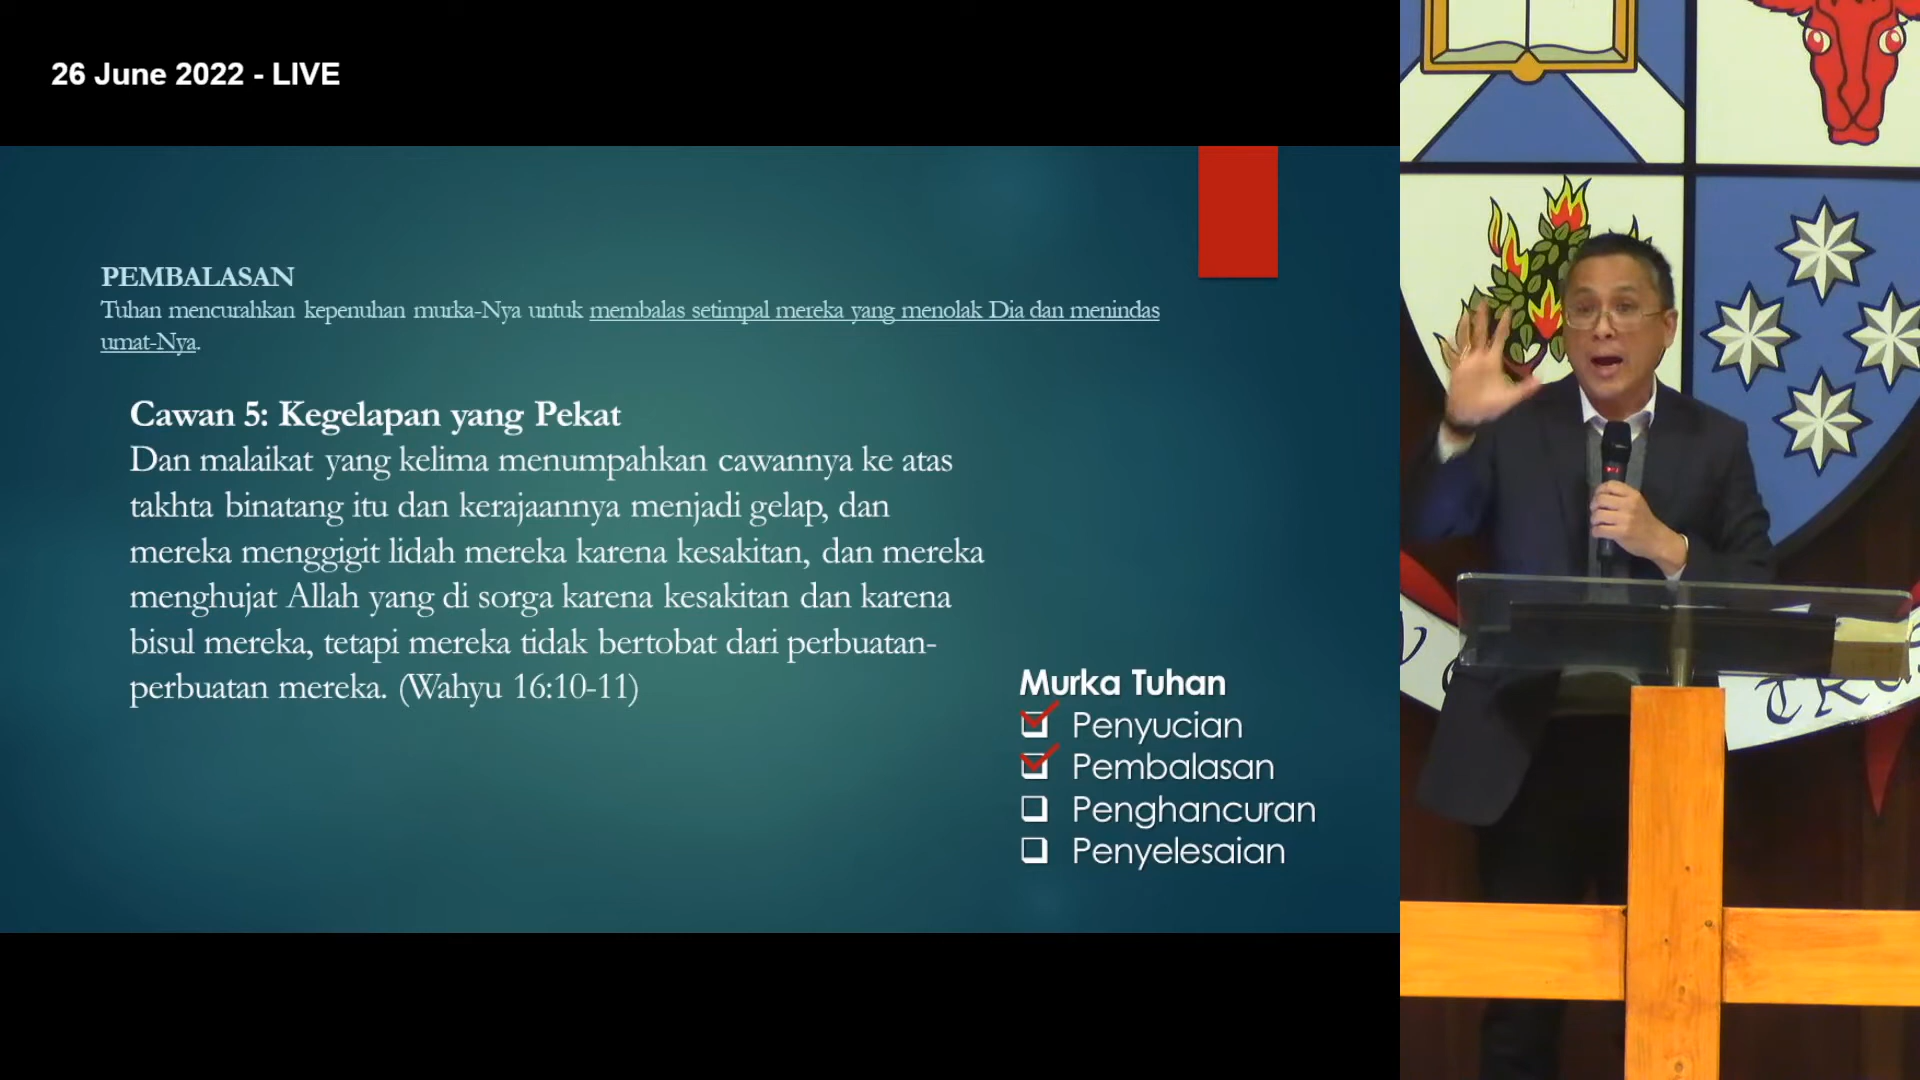 26 June 2022 - LIVE
PEMBALASAN
Tuhan mencurahkan kepenuhan murka-Nya untuk membalas setimpal mereka yang menolak Dia dan menindas
umat-Nya.
Cawan 5: Kegelapan yang Pekat
Dan malaikat yang kelima menumpahkan cawannya ke atas
takhta binatang itu dan kerajaannya menjadi gelap, dan
mereka menggigit lidah mereka karena kesakitan, dan mereka
menghujat Allah yang di sorga karena kesakitan dan karena
bisul mereka, tetapi mereka tidak bertobat dari perbuatan-
perbuatan mereka. (Wahyu 16:10-11)
Murka Tuhan
Penyucian
Pembalasan
Penghancuran
Penyelesaian